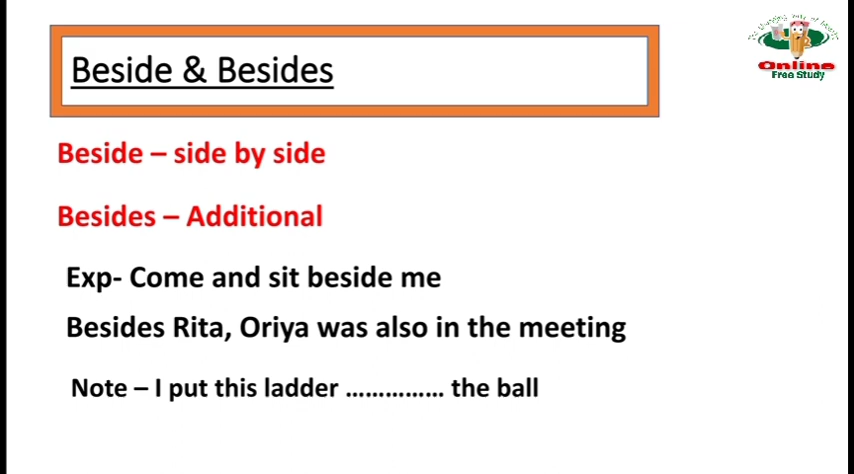 Beside & Besides
Online
Free Study
Beside – side by side
Besides – Additional
Exp- Come and sit beside me
Besides Rita, Oriya was also in the meeting
Note – I put this ladder ............... the ball